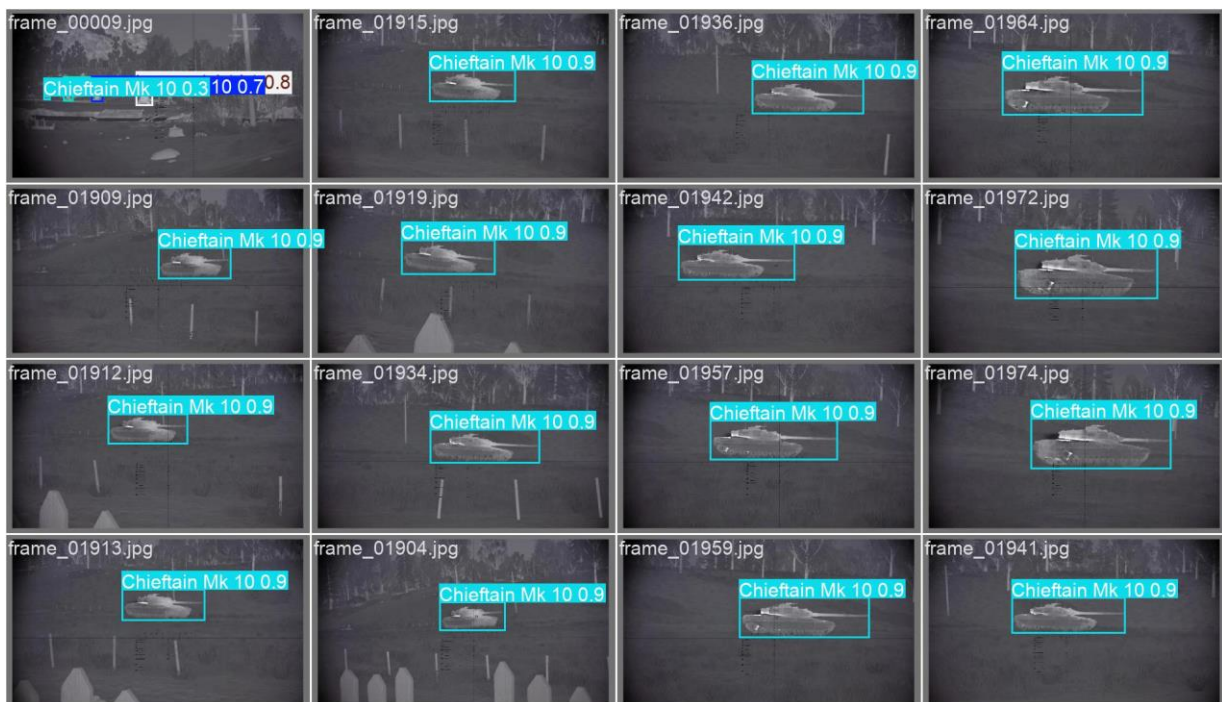 frame_00009.jpg
Chieftain Mk 10 0.3
10 0.7
0.8
frame_01915.jpg
Chieftain Mk 10 0.9
frame_01936.jpg
Chieftain Mk 10 0.9
frame_01964.jpg
Chieftain Mk 10 0.9
frame_01909.jpg
Chieftain Mk 10 0.9
frame_01919.jpg
Chieftain Mk 10 0.9
frame_01942.jpg
Chieftain Mk 10 0.9
frame_01972.jpg
Chieftain Mk 10 0.9
frame_01912.jpg
Chieftain Mk 10 0.9
frame_01934.jpg
Chieftain Mk 10 0.9
frame_01957.jpg
Chieftain Mk 10 0.9
frame_01974.jpg
Chieftain Mk 10 0.9
frame_01913.jpg
Chieftain Mk 10 0.9
frame_01904.jpg
Chieftain Mk 10 0.9
frame_01959.jpg
Chieftain Mk 10 0.9
frame_01941.jpg
Chieftain Mk 10 0.9